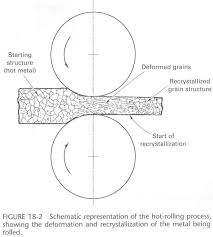 Starting
structure
(hot metal)
Deformed grains
Recrystallized
grain structure
Start of
recrystallization
FIGURE 18-2 Schematic representation of the hot-rolling process,
showing the deformation and recrystallization of the metal being
rolled.